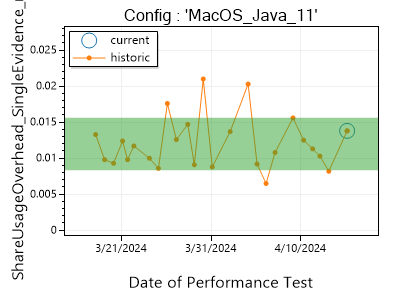 Config : 'MacOS_Java_11'
ShareUsageOverhead_SingleEvidence_
current
historic
0.025
0.02
0.015
0.01
0.005
0
3/21/2024
3/31/2024
4/10/2024
Date of Performance Test